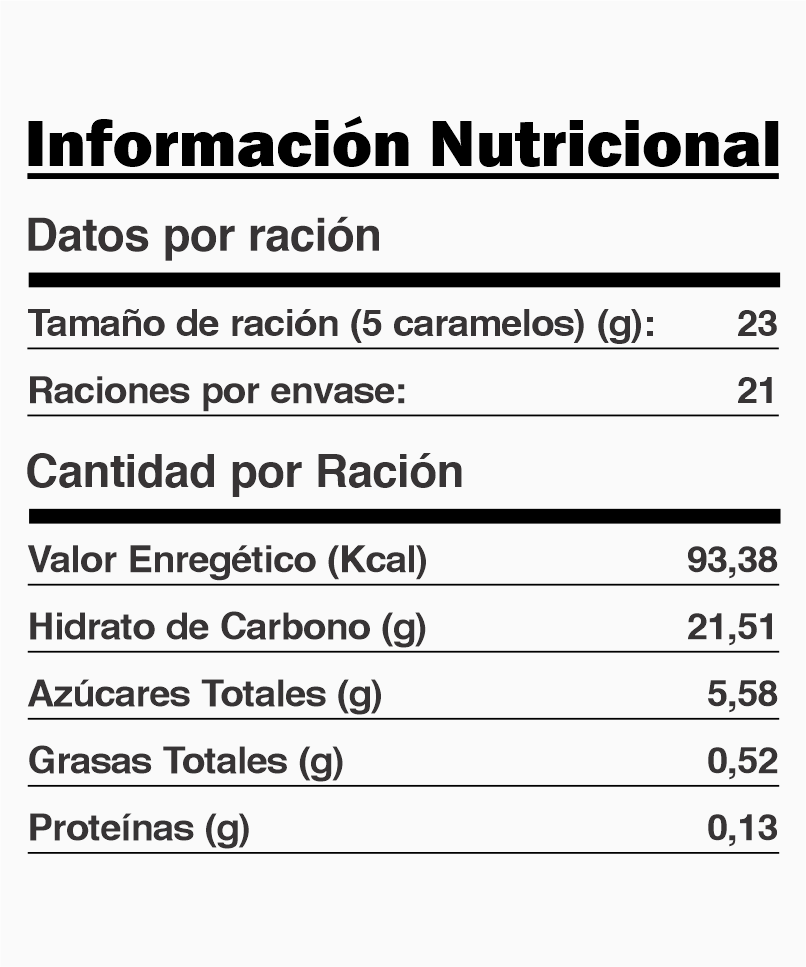 Información Nutricional
Datos por ración
Tamaño de ración (5 caramelos) (g): 23
Raciones por envase: 21
Cantidad por Ración
Valor Enregético (Kcal) 93,38
Hidrato de Carbono (g) 21,51
Azúcares Totales (g) 5,58
Grasas Totales (g) 0,52
Proteínas (g) 0,13